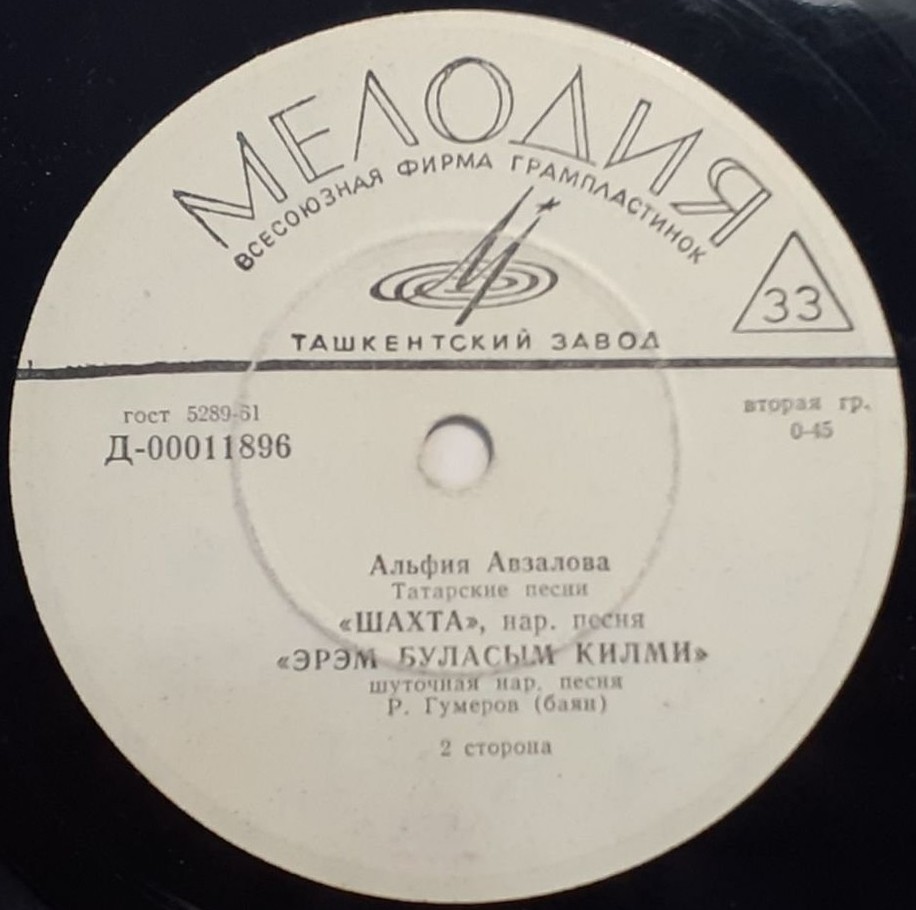 МЕЛОДИЯ
ВСЕСОЮЗНАЯ ФИРМА ГРАМПЛАСТИНОК
33
ТАШКЕНТСКИЙ ЗАВОД
гост 5289-61
Д-00011896
вторая гр.
0-45
Альфия Авзалова
Татарские песни
«ШАХТА», нар. песня
«ЭРЭМ БУЛАСЫМ КИЛМИ»
шуточная нар. песня
Р. Гумеров (баян)
2 сторона